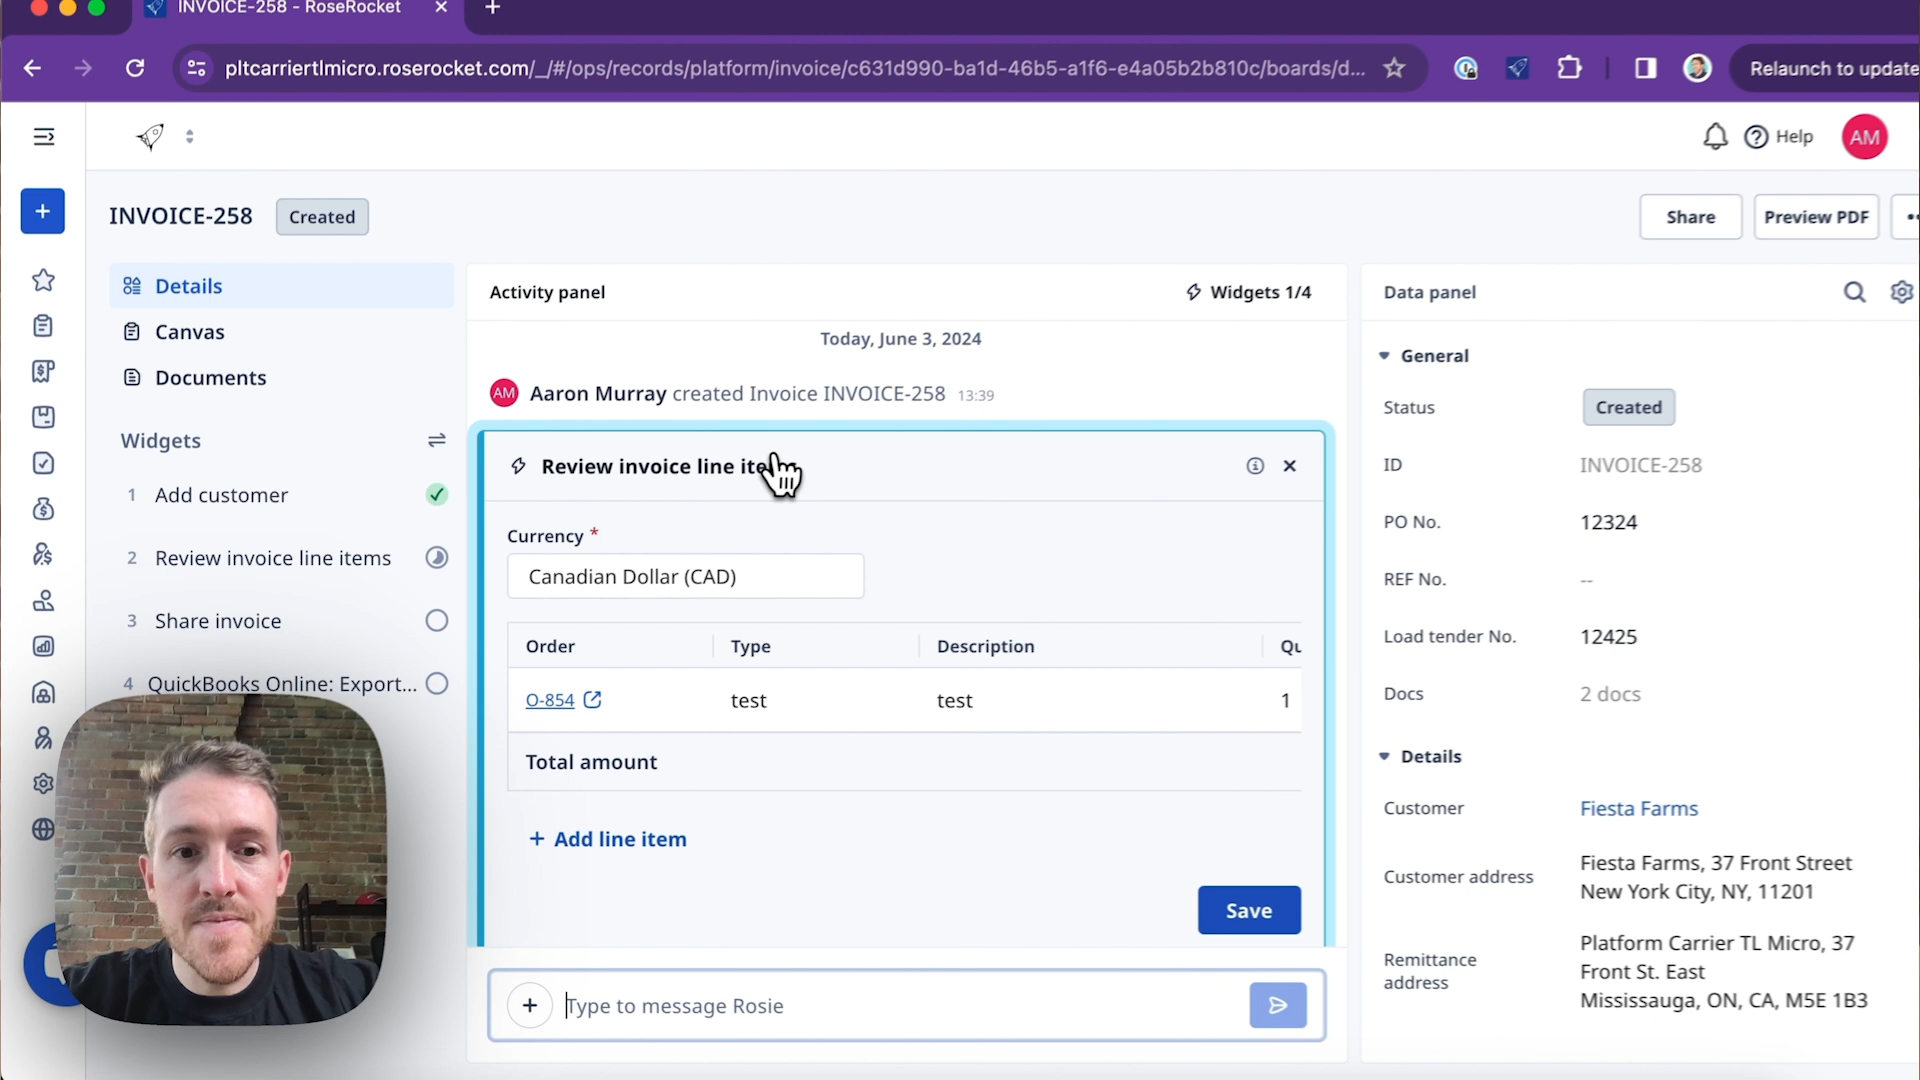 INVOICE-258 - RoseRocket
pltcarriertlmicro.roserocket.com/_/#/ops/records/platform/invoice/c631d990-ba1d-46b5-a1f6-e4a05b2b810c/boards/d...
Relaunch to update
Help
AM
INVOICE-258
Created
Share
Preview PDF
Details
Canvas
Documents
Widgets
1 Add customer
2 Review invoice line items
3 Share invoice
4 QuickBooks Online: Export...
Activity panel
Widgets 1/4
Today, June 3, 2024
AM Aaron Murray created Invoice INVOICE-258 13:39
Review invoice line ite
Currency *
Canadian Dollar (CAD)
Order Type Description Qu
O-854 test test 1
Total amount
+ Add line item
Save
Type to message Rosie
Data panel
General
Status Created
ID INVOICE-258
PO No. 12324
REF No. --
Load tender No. 12425
Docs 2 docs
Details
Customer Fiesta Farms
Customer address Fiesta Farms, 37 Front Street
New York City, NY, 11201
Remittance address Platform Carrier TL Micro, 37
Front St. East
Mississauga, ON, CA, M5E 1B3